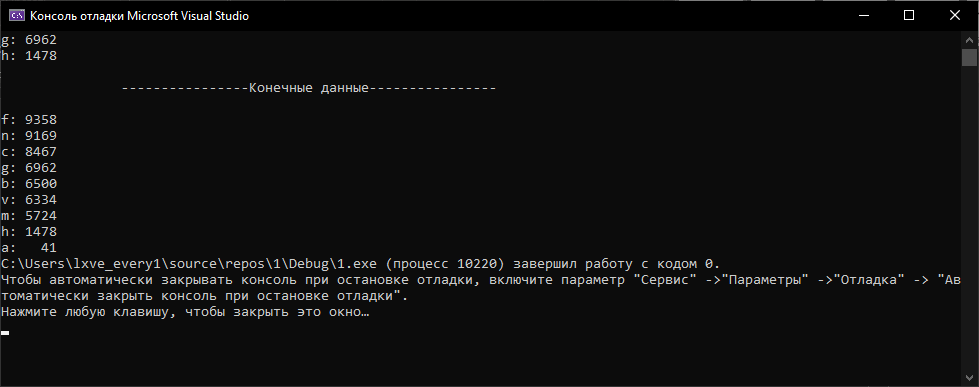 Консоль отладки Microsoft Visual Studio
g: 6962
h: 1478
----------------Конечные данные----------------
f: 9358
n: 9169
c: 8467
g: 6962
b: 6500
v: 6334
m: 5724
h: 1478
a:   41
C:\Users\lxve_every1\source\repos\1\Debug\1.exe (процесс 10220) завершил работу с кодом 0.
Чтобы автоматически закрывать консоль при остановке отладки, включите параметр "Сервис" ->"Параметры" ->"Отладка" -> "Ав
томатически закрыть консоль при остановке отладки".
Нажмите любую клавишу, чтобы закрыть это окно…